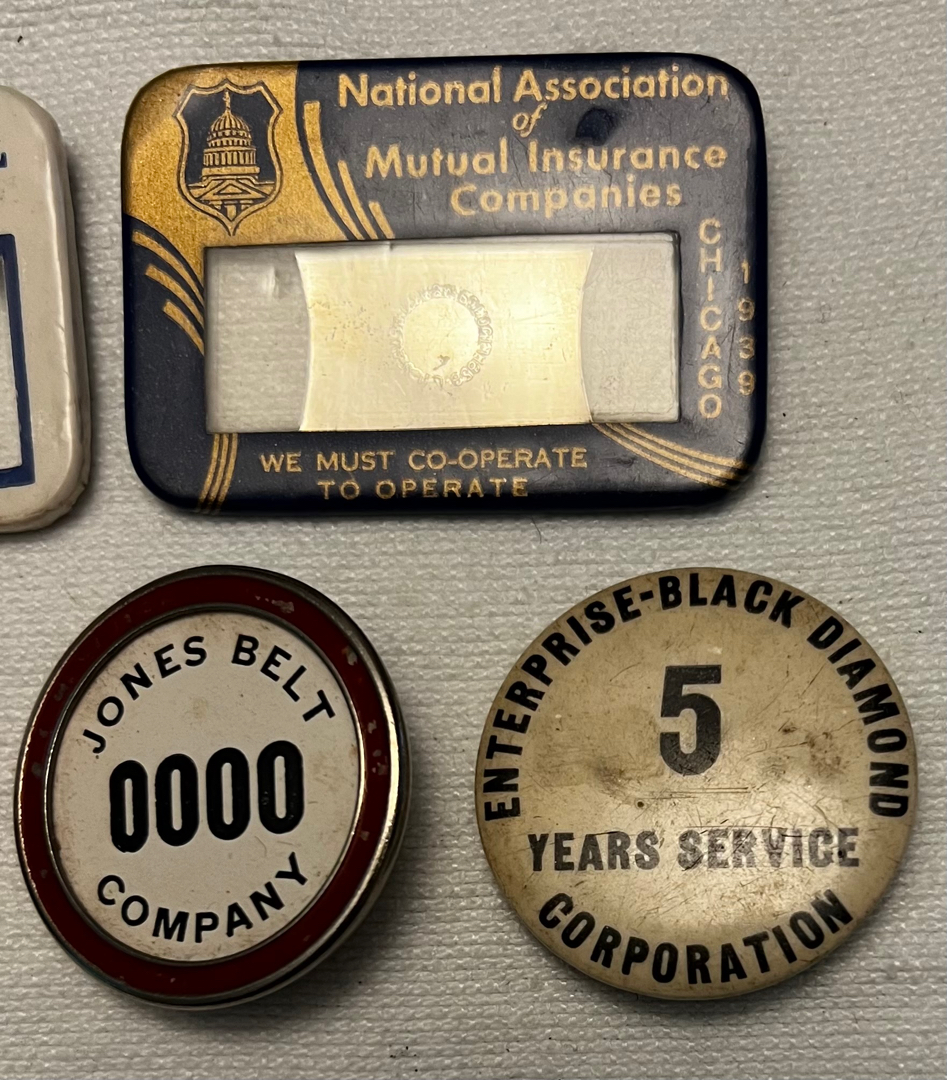 National Association
of
Mutual Insurance
Companies
CHICAGO
1939
WE MUST CO-OPERATE
TO OPERATE
JONES BELT
0000
COMPANY
ENTERPRISE-BLACK DIAMOND
5
YEARS SERVICE
CORPORATION